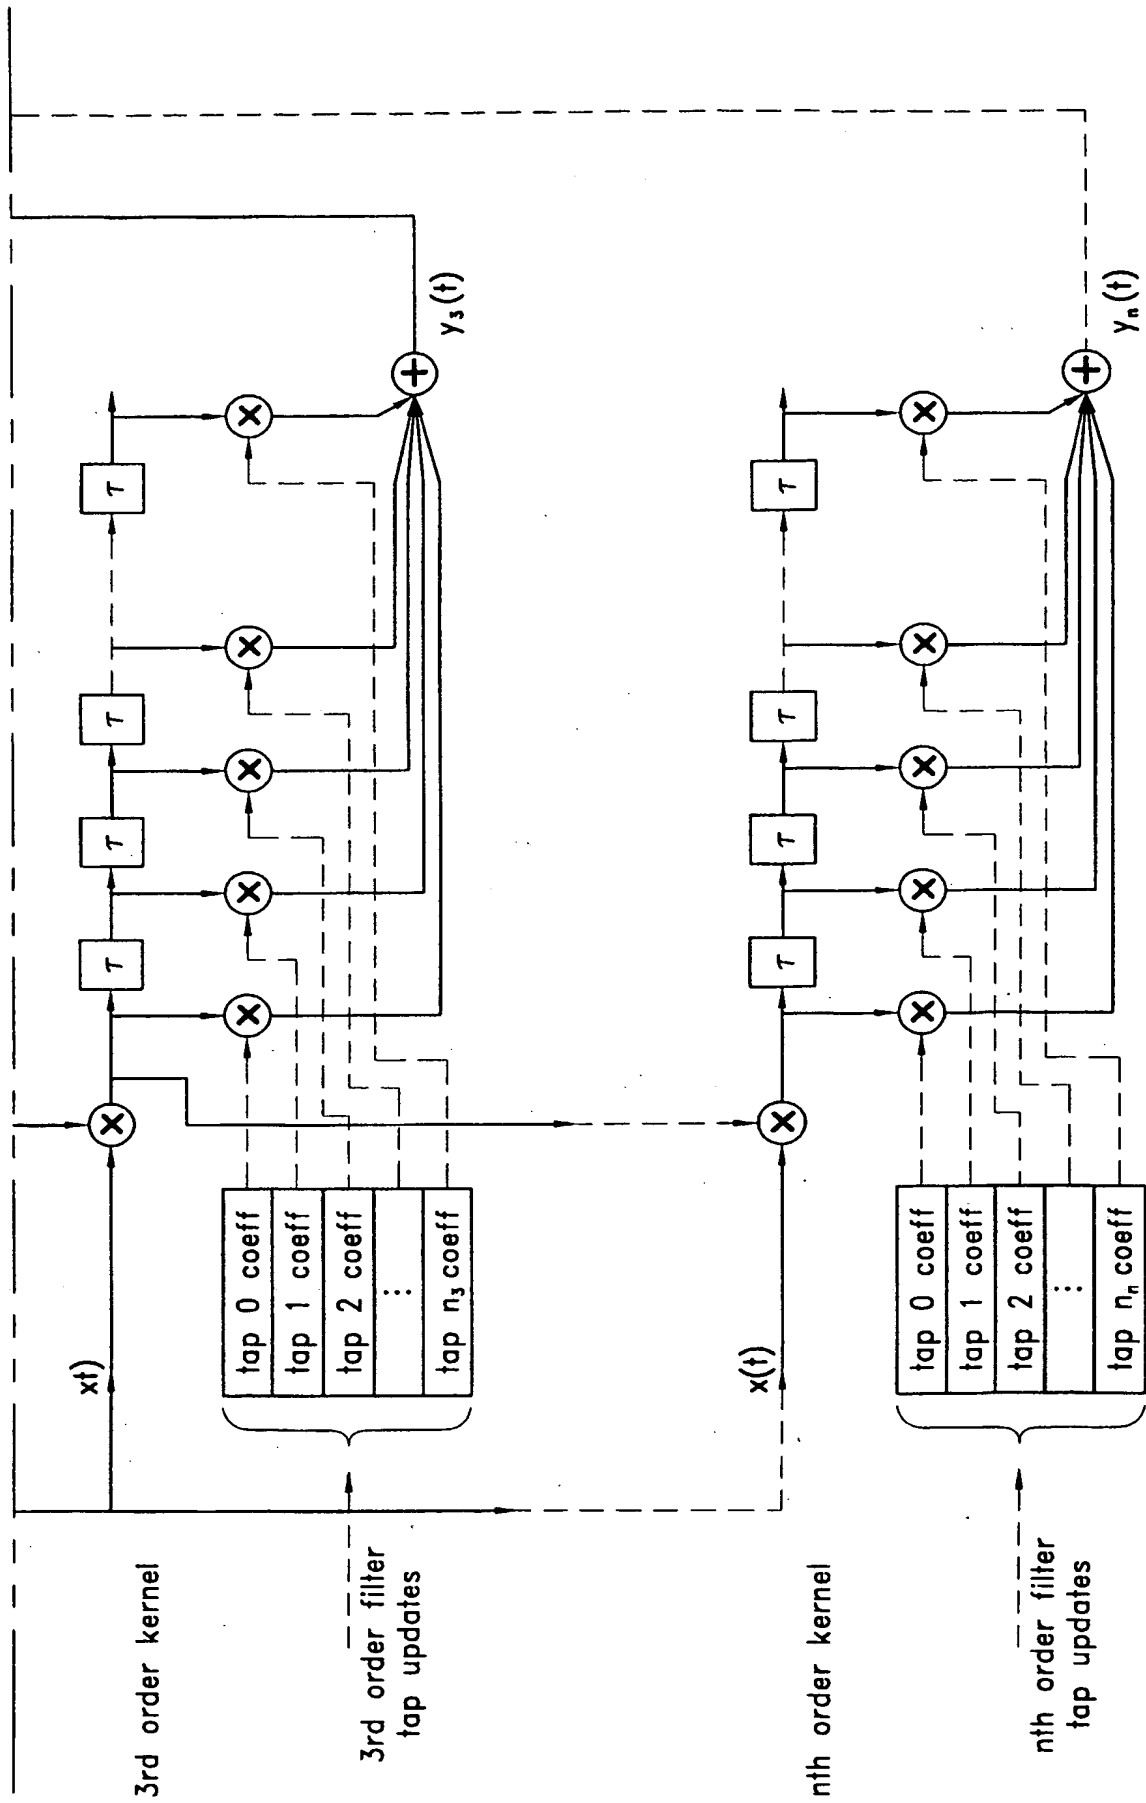 3rd order kernel
xt)
τ
τ
τ
τ
3rd order filter
tap updates
tap 0 coeff
tap 1 coeff
tap 2 coeff
...
tap n₃ coeff
y₃(t)
nth order kernel
x(t)
τ
τ
τ
τ
nth order filter
tap updates
tap 0 coeff
tap 1 coeff
tap 2 coeff
...
tap nₙ coeff
yₙ(t)